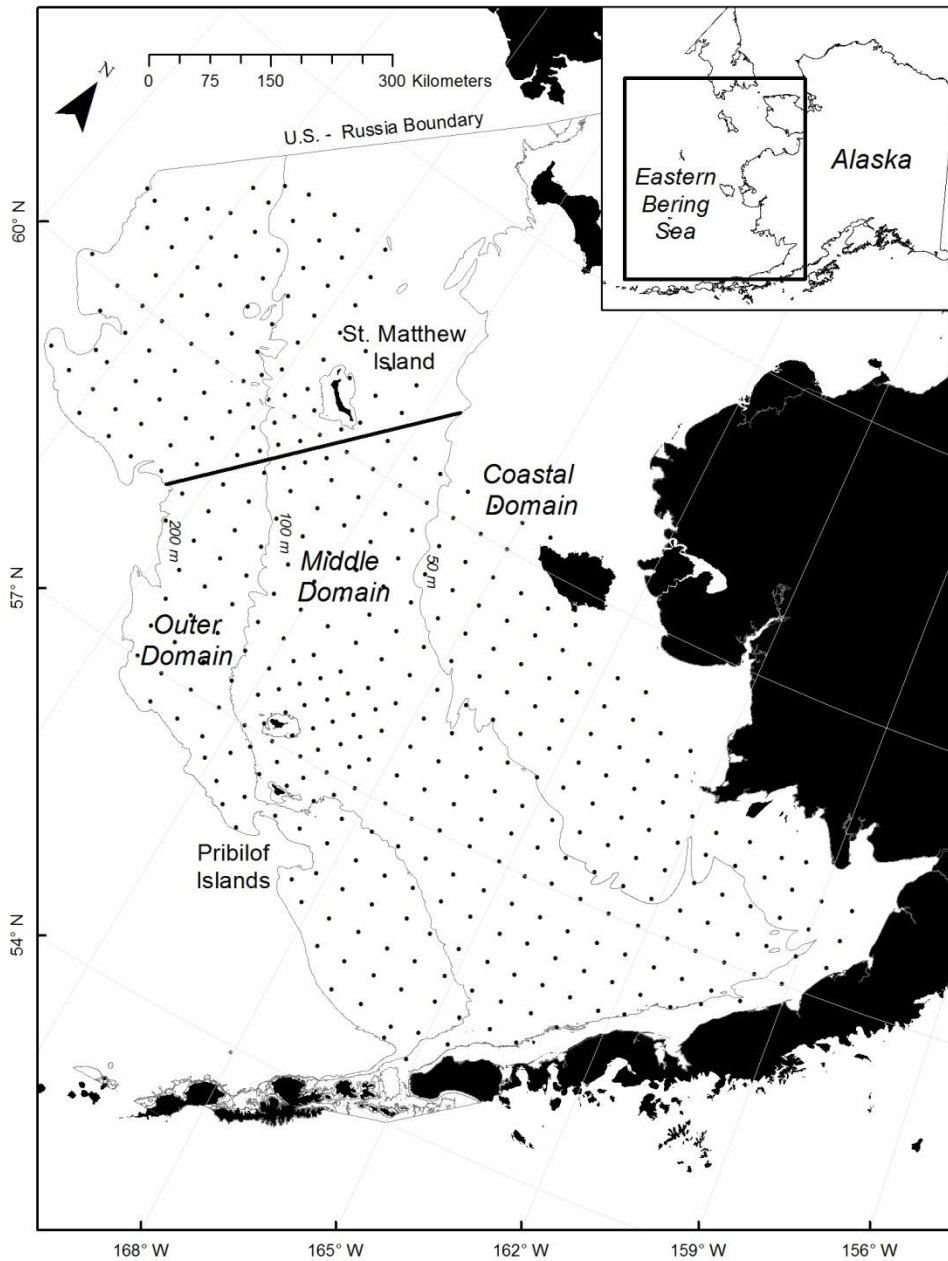 N
0 75 150 300 Kilometers
U.S. - Russia Boundary
Alaska
Eastern
Bering
Sea
60° N
St. Matthew
Island
Coastal
Domain
200 m
100 m
50 m
Middle
Domain
57° N
Outer
Domain
Pribilof
Islands
54° N
168° W 165° W 162° W 159° W 156° W